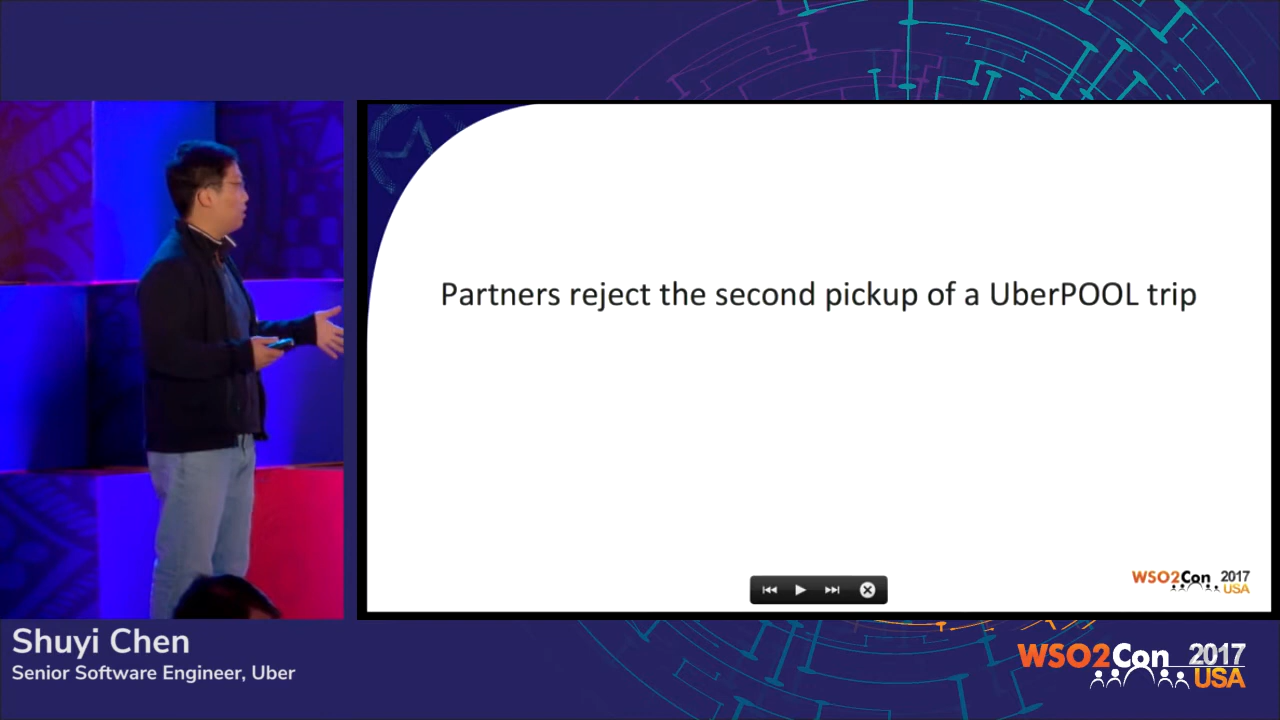 Partners reject the second pickup of a UberPOOL trip
WSO2Con 2017
USA
Shuyi Chen
Senior Software Engineer, Uber
WSO2Con 2017
USA